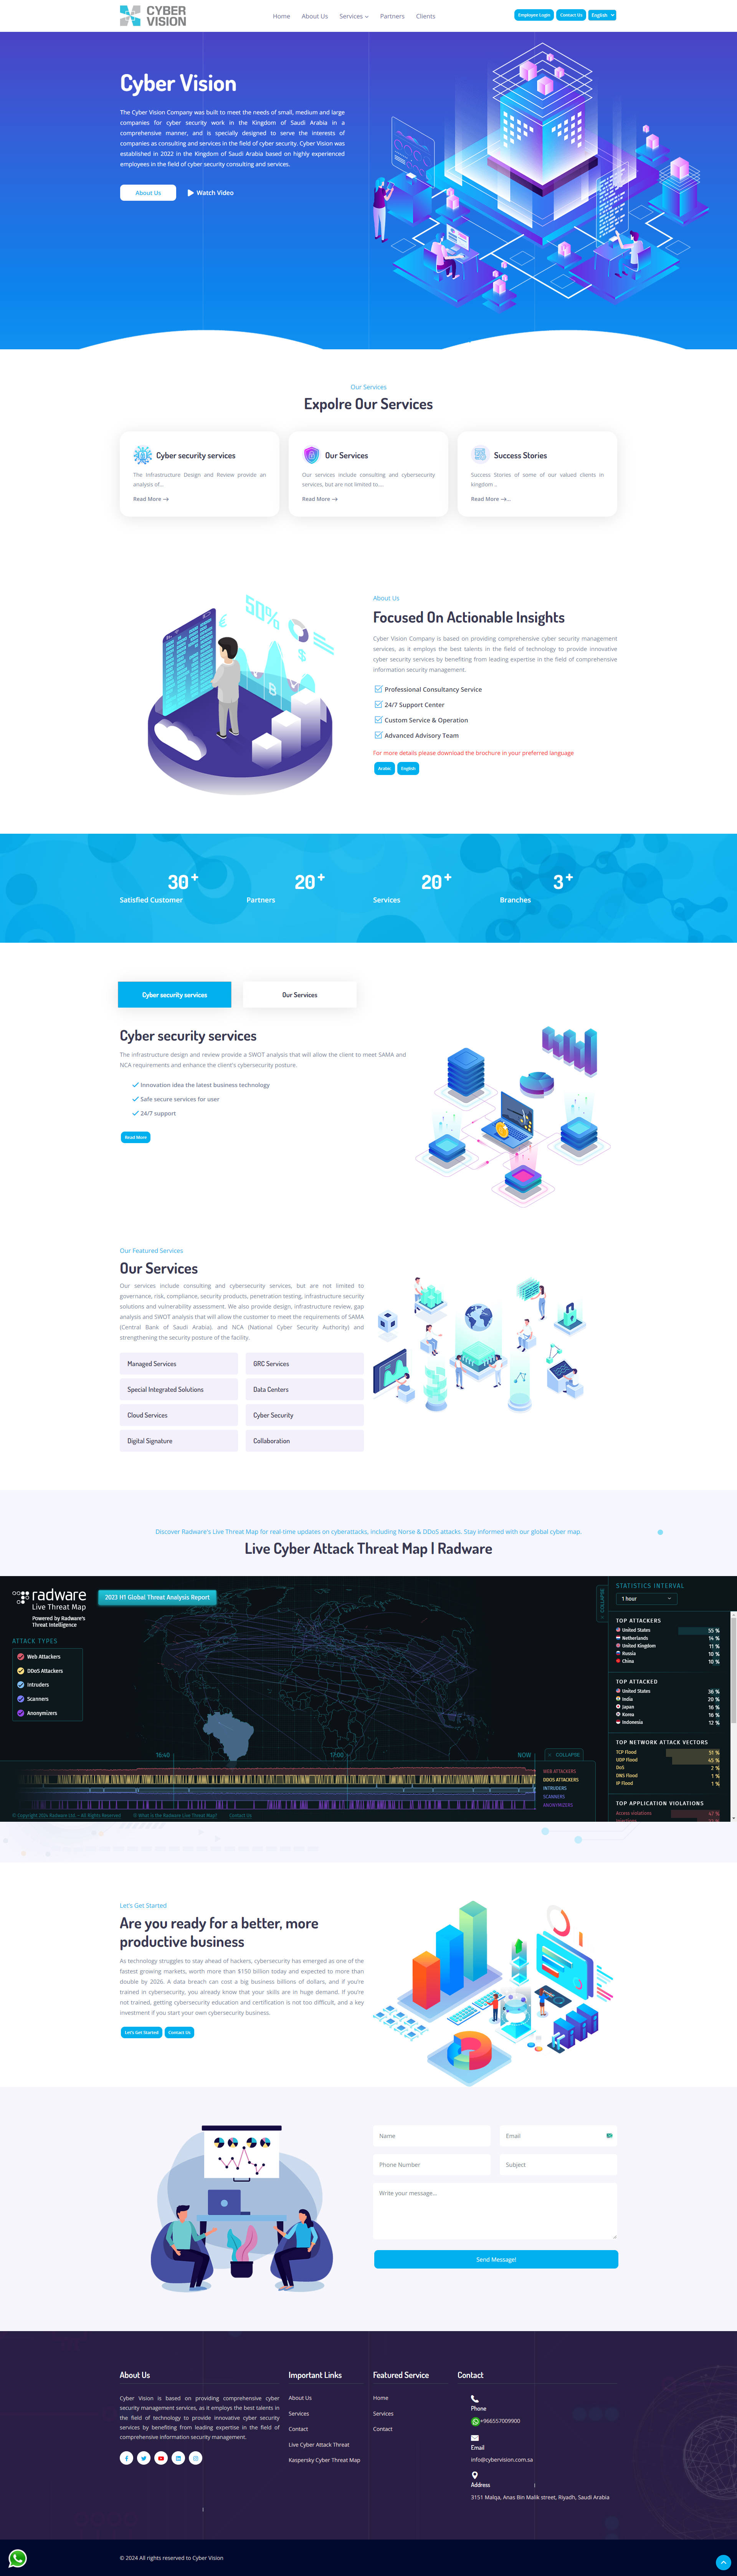 CYBER
VISION
Home
About Us
Services
Partners
Clients
Employee Login
Contact Us
English
Cyber Vision
The Cyber Vision Company was built to meet the needs of small, medium and large
companies for cyber security work in the Kingdom of Saudi Arabia in a
comprehensive manner, and is specially designed to serve the interests of
companies as consulting and services in the field of cyber security. Cyber Vision was
established in 2022 in the Kingdom of Saudi Arabia based on highly experienced
employees in the field of cyber security consulting and services.
About Us
Watch Video
Our Services
Expolre Our Services
Cyber security services
The Infrastructure Design and Review provide an
analysis of...
Read More →
Our Services
Our services include consulting and cybersecurity
services, but are not limited to,...
Read More →
Success Stories
Success Stories of some of our valued clients in
kingdom ..
Read More →...
50%
About Us
Focused On Actionable Insights
Cyber Vision Company is based on providing comprehensive cyber security management
services, as it employs the best talents in the field of technology to provide innovative
cyber security services by benefiting from leading expertise in the field of comprehensive
information security management.
Professional Consultancy Service
24/7 Support Center
Custom Service & Operation
Advanced Advisory Team
For more details please download the brochure in your preferred language
Arabic
English
30+
Satisfied Customer
20+
Partners
20+
Services
3+
Branches
Cyber security services
Our Services
Cyber security services
The infrastructure design and review provide a SWOT analysis that will allow the client to meet SAMA and
NCA requirements and enhance the client's cybersecurity posture.
Innovation idea the latest business technology
Safe secure services for user
24/7 support
Read More
Our Featured Services
Our Services
Our services include consulting and cybersecurity services, but are not limited to
governance, risk, compliance, security products, penetration testing, infrastructure security
solutions and vulnerability assessment. We also provide design, infrastructure review, gap
analysis and SWOT analysis that will allow the customer to meet the requirements of SAMA
(Central Bank of Saudi Arabia), and NCA (National Cyber Security Authority) and
strengthening the security posture of the facility.
Managed Services
GRC Services
Special Integrated Solutions
Data Centers
Cloud Services
Cyber Security
Digital Signature
Collaboration
Discover Radware's Live Threat Map for real-time updates on cyberattacks, including Norse & DDoS attacks. Stay informed with our global cyber map.
Live Cyber Attack Threat Map | Radware
radware
Live Threat Map
Powered by Radware's
Threat Intelligence
2023 H1 Global Threat Analysis Report
ATTACK TYPES
Web Attackers
DDoS Attackers
Intruders
Scanners
Anonymizers
COLLAPSE
STATISTICS INTERVAL
1 hour
TOP ATTACKERS
United States 55 %
Netherlands 14 %
United Kingdom 11 %
Russia 10 %
China 10 %
TOP ATTACKED
United States 36 %
India 20 %
Japan 16 %
Korea 16 %
Indonesia 12 %
TOP NETWORK ATTACK VECTORS
TCP Flood 51 %
UDP Flood 45 %
DoS 2 %
DNS Flood 1 %
IP Flood 1 %
TOP APPLICATION VIOLATIONS
Access violations
16:40
17:00
NOW
COLLAPSE
WEB ATTACKERS
DDOS ATTACKERS
INTRUDERS
SCANNERS
ANONYMIZERS
© Copyright 2024 Radware Ltd. - All Rights Reserved
What is the Radware Live Threat Map?
Contact Us
Let's Get Started
Are you ready for a better, more
productive business
As technology struggles to stay ahead of hackers, cybersecurity has emerged as one of the
fastest growing markets, worth more than $150 billion today and expected to more than
double by 2026. A data breach can cost a big business billions of dollars, and if you're
trained in cybersecurity, you already know that your skills are in huge demand. If you're
not trained, getting cybersecurity education and certification is not too difficult, and a key
investment if you start your own cybersecurity business.
Let's Get Started
Contact Us
Name
Email
Phone Number
Subject
Write your message...
Send Message!
About Us
Cyber Vision is based on providing comprehensive cyber
security management services, as it employs the best talents in
the field of technology to provide innovative cyber security
services by benefiting from leading expertise in the field of
comprehensive information security management.
Important Links
About Us
Services
Contact
Live Cyber Attack Threat
Kaspersky Cyber Threat Map
Featured Service
Home
Services
Contact
Contact
Phone
+966557009900
Email
info@cybervision.com.sa
Address
3151 Malqa, Anas Bin Malik street, Riyadh, Saudi Arabia
© 2024 All rights reserved to Cyber Vision